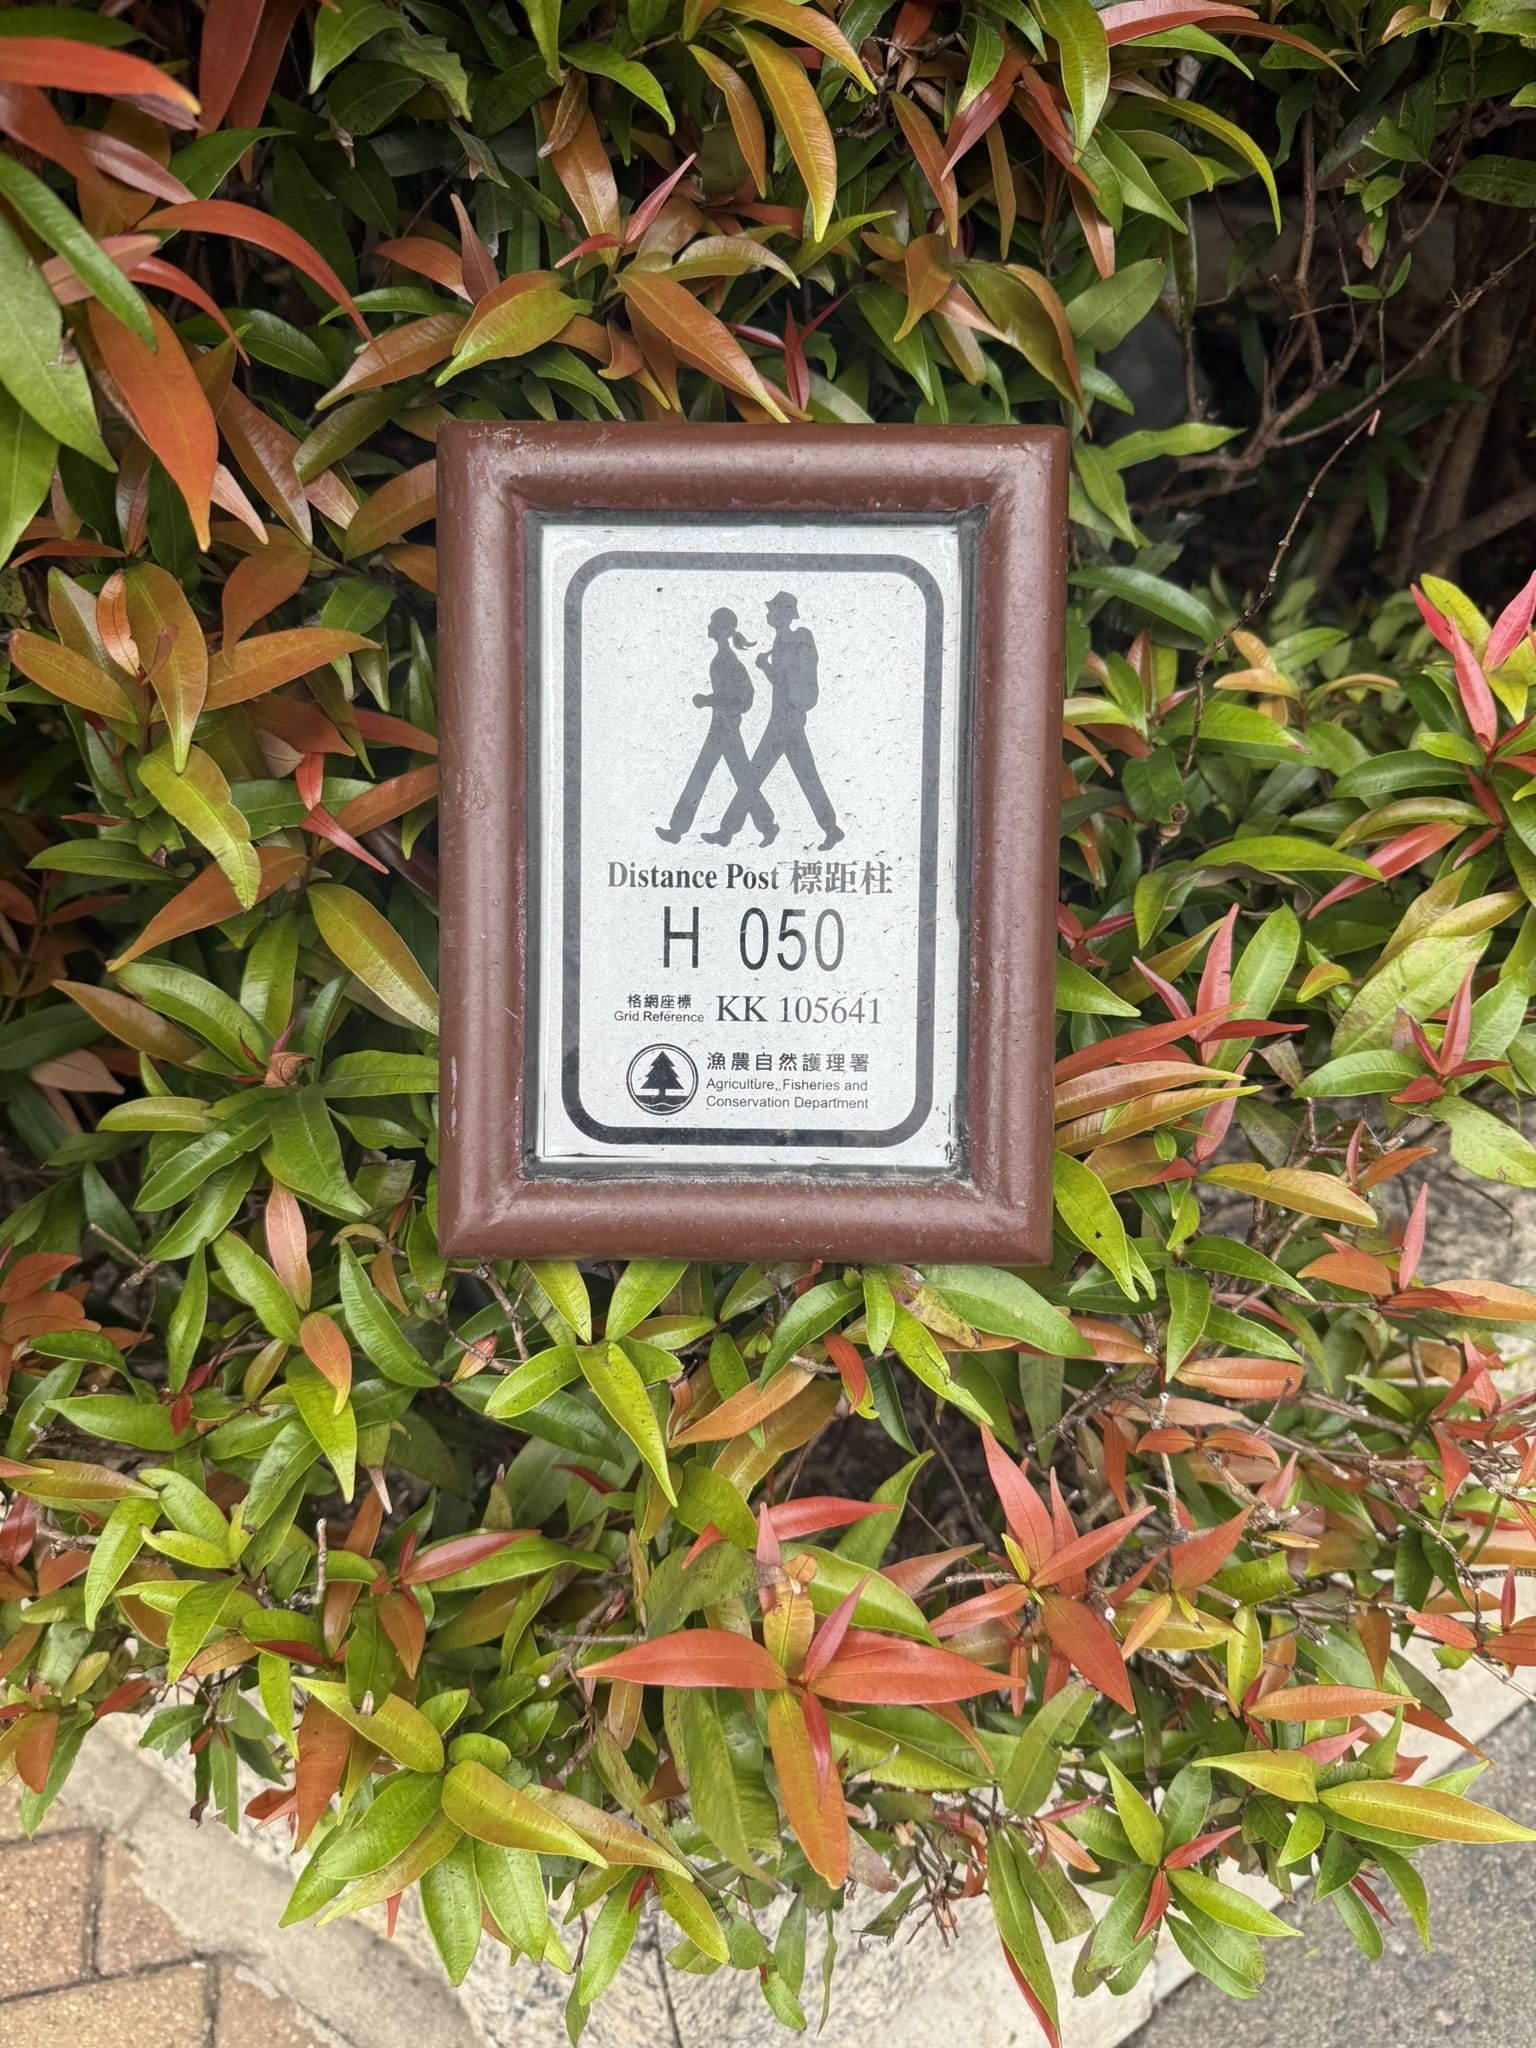 Distance Post 標距柱
H 050
格網座標
Grid Reference KK 105641
漁農自然護理署
Agriculture, Fisheries and
Conservation Department